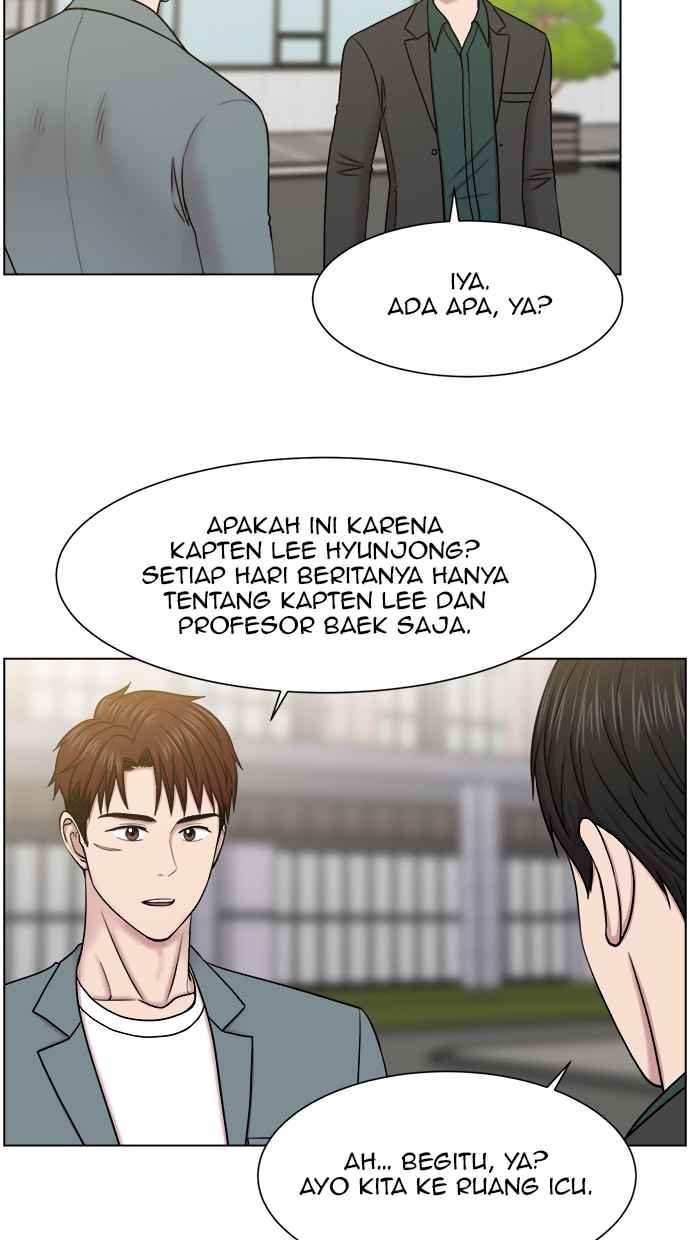 IYA.
ADA APA, YA?
APAKAH INI KARENA
KAPTEN LEE HYUNJONG?
SETIAP HARI BERITANYA HANYA
TENTANG KAPTEN LEE DAN
PROFESOR BAEK SAJA.
AH... BEGITU, YA?
AYO KITA KE RUANG ICU.